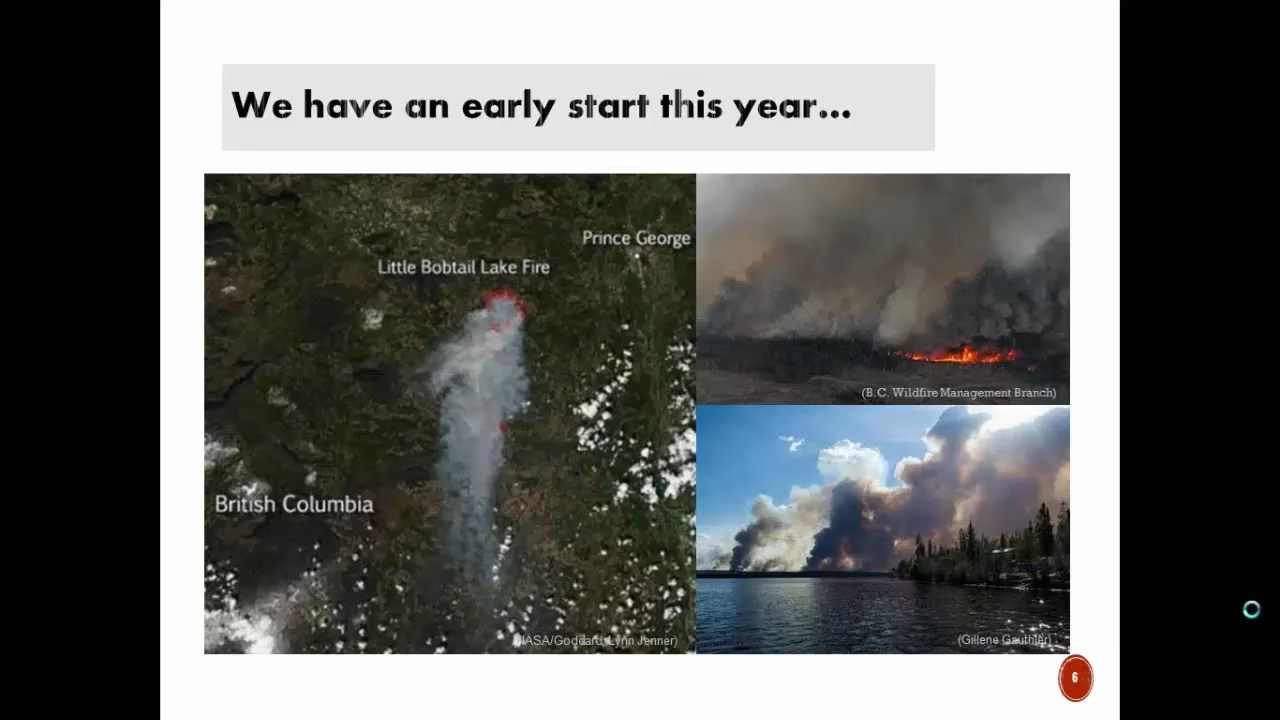 We have an early start this year...
Prince George
Little Bobtail Lake Fire
British Columbia
NASA/Goddard/Lynn Jenner)
(B.C. Wildfire Management Branch)
(Gillene Gauthier)
6